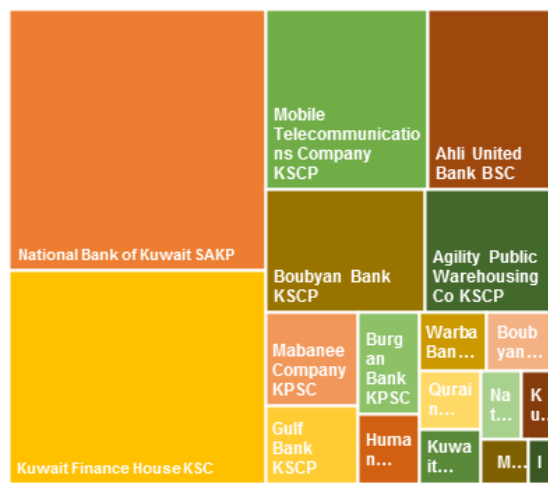 National Bank of Kuwait SAKP
Kuwait Finance House KSC
Mobile
Telecommunicatio
ns Company
KSCP
Ahli United
Bank BSC
Boubyan Bank
KSCP
Agility Public
Warehousing
Co KSCP
Mabanee
Company
KPSC
Gulf
Bank
KSCP
Burg
an
Bank
KPSC
Human
n...
Warba
Ban...
Boub
yan...
Qurai
n...
Na
t...
K
u...
Kuwa
it...
M...
I